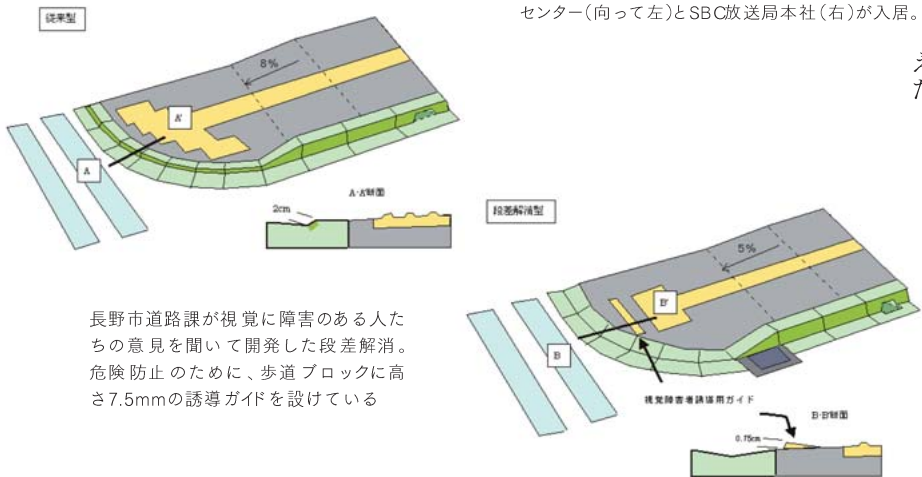 従来型
センター(向って左)とSBC放送局本社(右)が入居。
8%
A'
A
A-A'断面
2cm
段差解消型
5%
B'
B
長野市道路課が視覚に障害のある人た
ちの意見を聞いて開発した段差解消。
危険防止のために、歩道ブロックに高
さ7.5mmの誘導ガイドを設けている
視覚障害者誘導用ガイド
B-B'断面
0.75cm